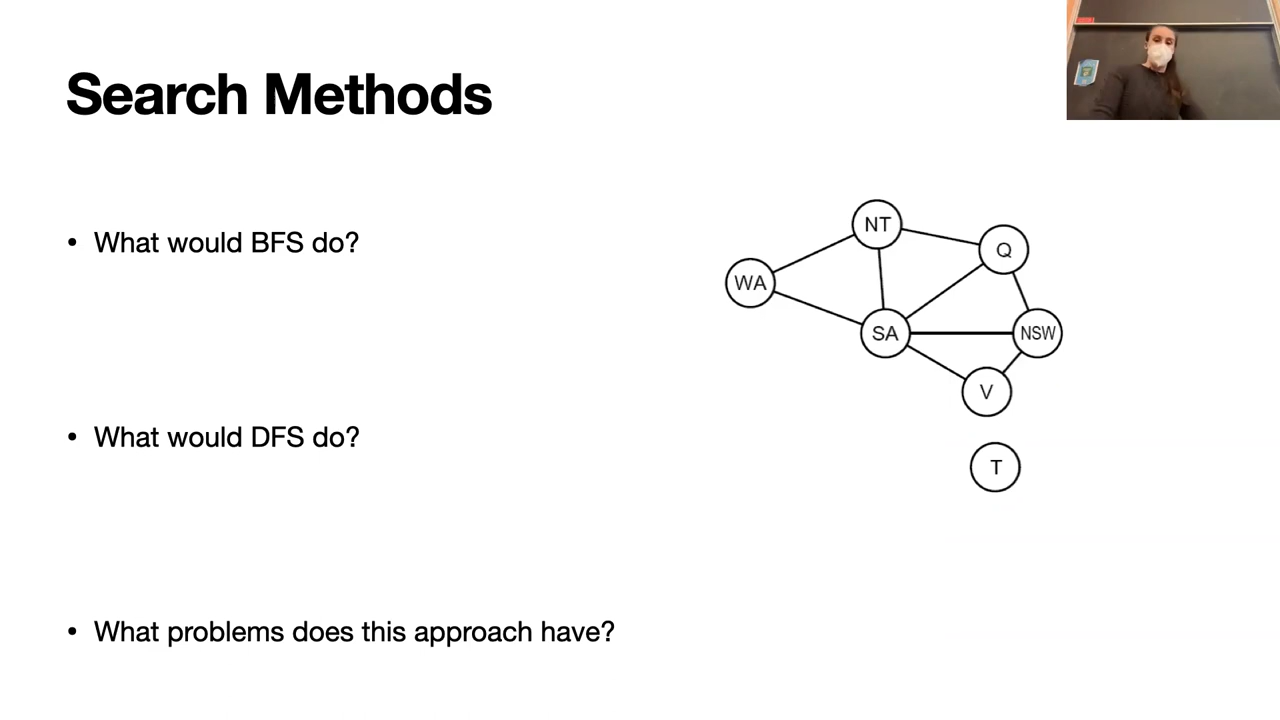 Search Methods
• What would BFS do?
• What would DFS do?
• What problems does this approach have?
NT
Q
WA
SA
NSW
V
T